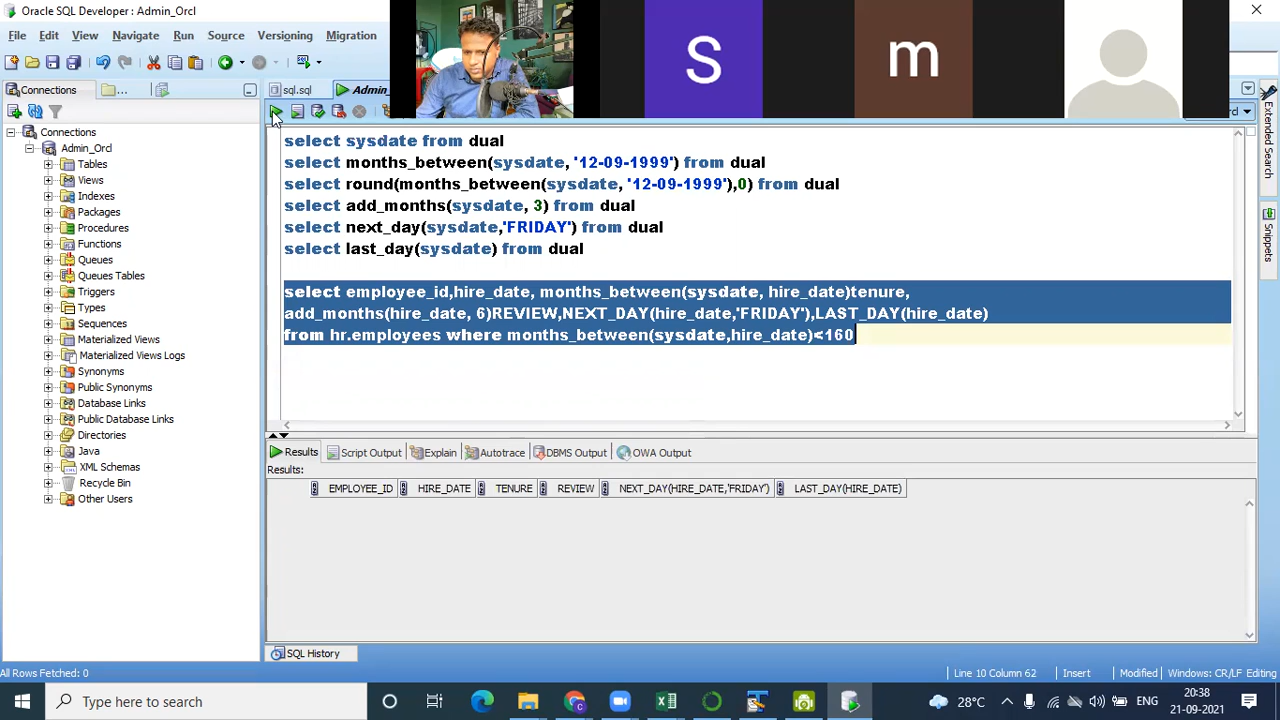 Oracle SQL Developer : Admin_Orcl
File Edit View Navigate Run Source Versioning Migration
S
m
Connections
...
sql.sql
Admin_
Connections
Admin_Orcl
Tables
Views
Indexes
Packages
Procedures
Functions
Queues
Queues Tables
Triggers
Types
Sequences
Materialized Views
Materialized Views Logs
Synonyms
Public Synonyms
Database Links
Public Database Links
Directories
Java
XML Schemas
Recycle Bin
Other Users
select sysdate from dual
select months_between(sysdate, '12-09-1999') from dual
select round(months_between(sysdate, '12-09-1999'),0) from dual
select add_months(sysdate, 3) from dual
select next_day(sysdate,'FRIDAY') from dual
select last_day(sysdate) from dual
select employee_id,hire_date, months_between(sysdate, hire_date)tenure,
add_months(hire_date, 6)REVIEW,NEXT_DAY(hire_date,'FRIDAY'),LAST_DAY(hire_date)
from hr.employees where months_between(sysdate,hire_date)<160
Extended Search
Snippets
Results Script Output Explain Autotrace DBMS Output OWA Output
Results:
EMPLOYEE_ID HIRE_DATE TENURE REVIEW NEXT_DAY(HIRE_DATE,'FRIDAY') LAST_DAY(HIRE_DATE)
SQL History
All Rows Fetched: 0
Line 10 Column 62 Insert Modified Windows: CR/LF Editing
Type here to search
28°C
ENG
20:38
21-09-2021